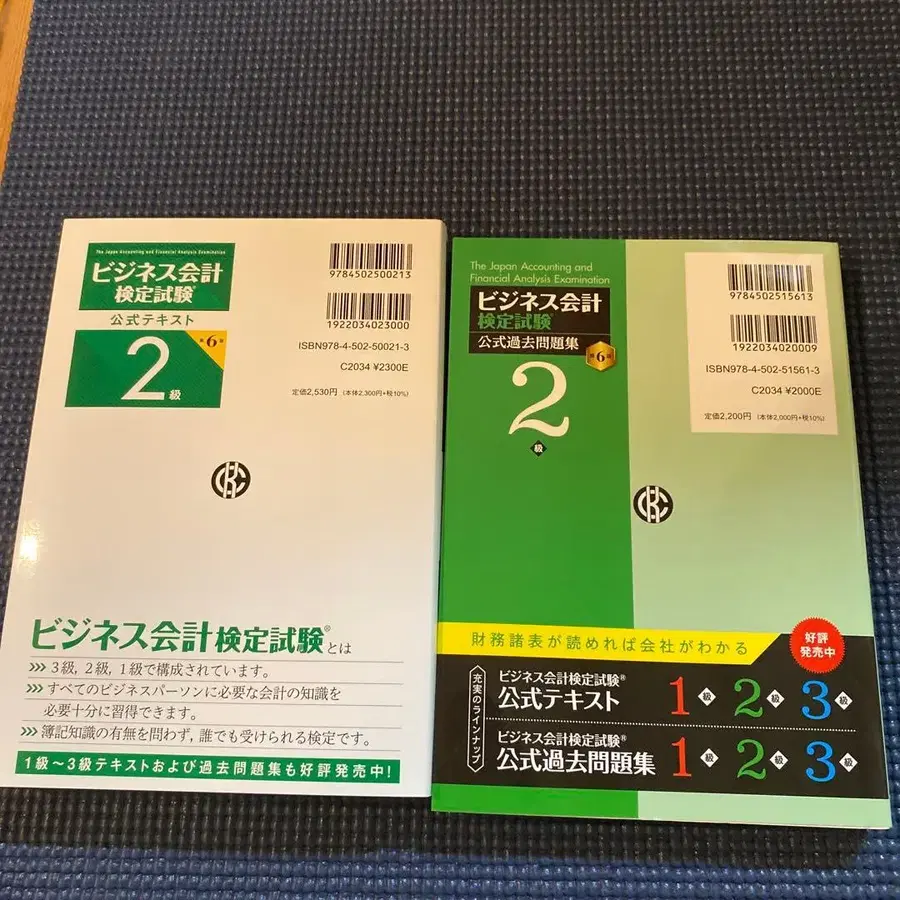 The Japan Accounting and Financial Analysis Examination
ビジネス会計
検定試験®
公式テキスト
第6版
2級
9784502500213
1922034023000
ISBN978-4-502-50021-3
C2034 ¥2300E
定価2,530円 (本体2,300円+税10%)
ビジネス会計検定試験®とは
>>> 3級,2級,1級で構成されています。
>>> すべてのビジネスパーソンに必要な会計の知識を
必要十分に習得できます。
>>> 簿記知識の有無を問わず,誰でも受けられる検定です。
1級〜3級テキストおよび過去問題集も好評発売中!
The Japan Accounting and
Financial Analysis Examination
ビジネス会計
検定試験®
公式過去問題集
第6版
2
級
9784502515613
1922034020009
ISBN978-4-502-51561-3
C2034 ¥2000E
定価2,200円 (本体2,000円+税10%)
財務諸表が読めれば会社がわかる
好評
発売中
充実のラインナップ
ビジネス会計検定試験®
公式テキスト 1級 2級 3級
ビジネス会計検定試験®
公式過去問題集 1級 2級 3級